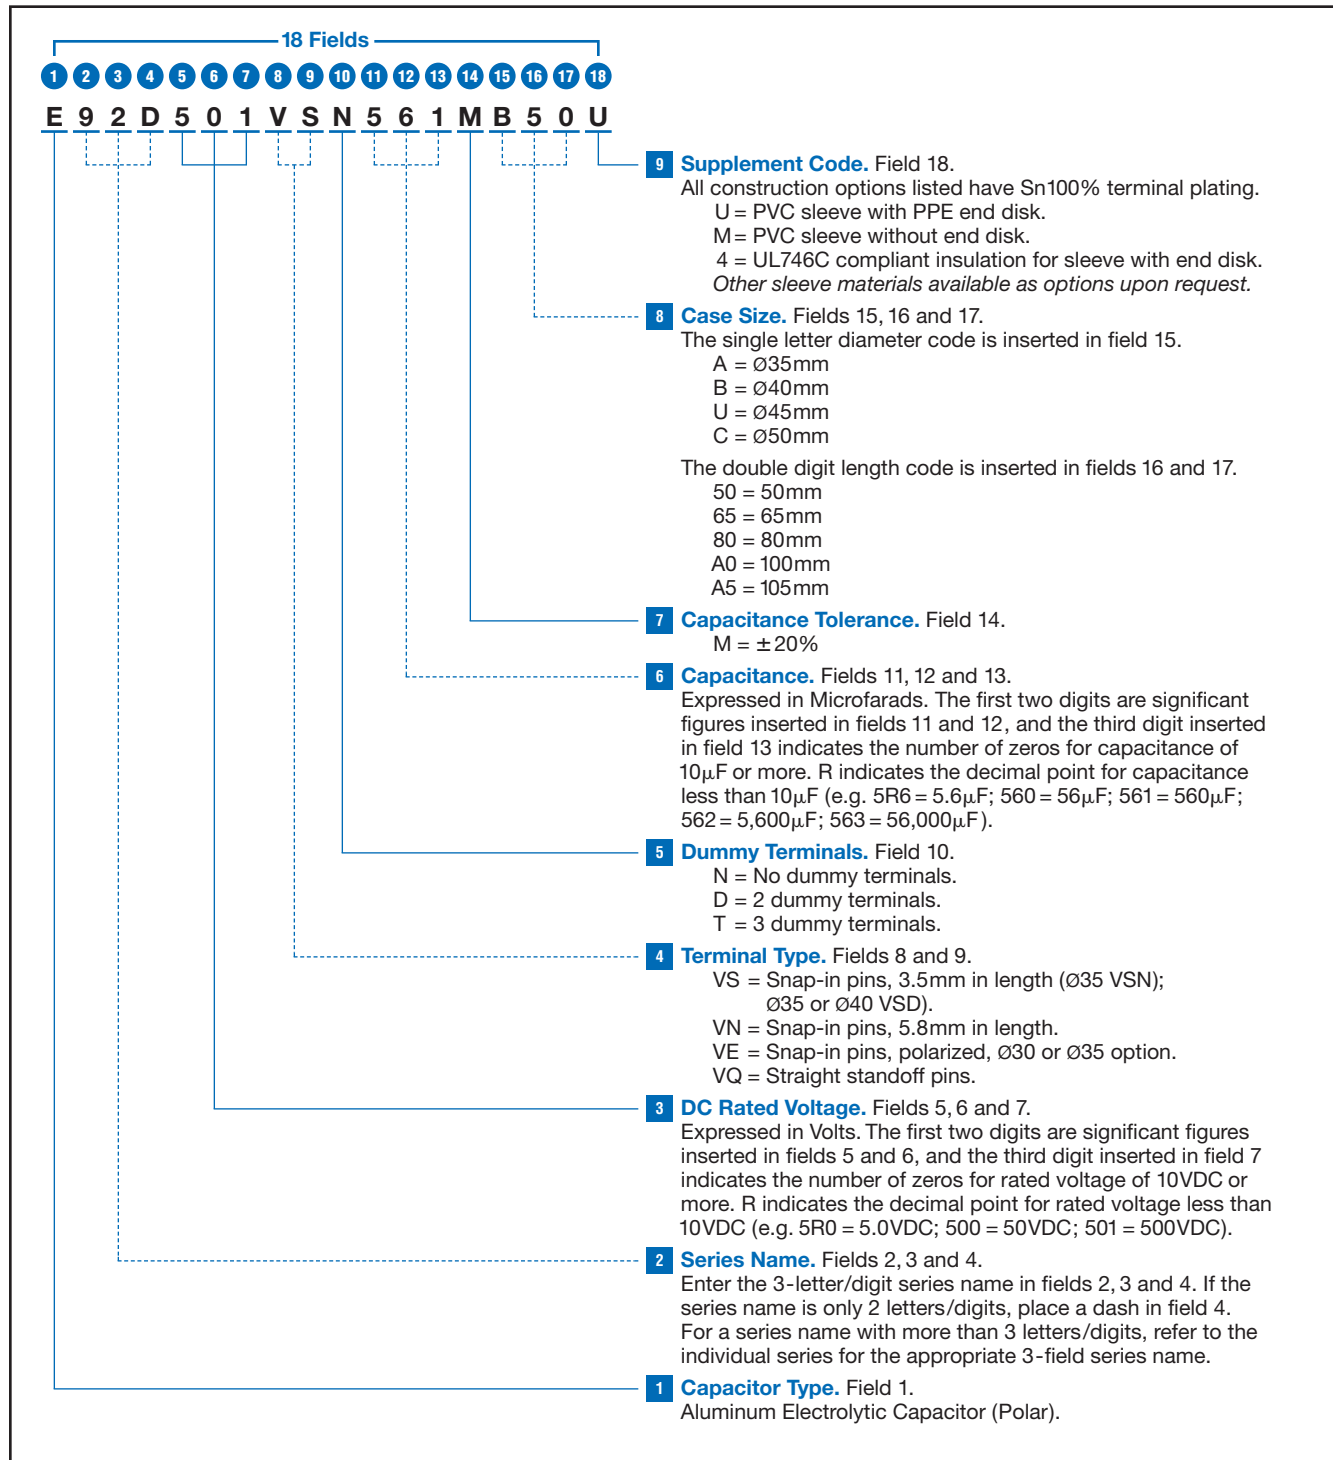 18 Fields
1 2 3 4 5 6 7 8 9 10 11 12 13 14 15 16 17 18
E 9 2 D 5 0 1 V S N 5 6 1 M B 5 0 U
9 Supplement Code. Field 18.
All construction options listed have Sn100% terminal plating.
U = PVC sleeve with PPE end disk.
M = PVC sleeve without end disk.
4 = UL746C compliant insulation for sleeve with end disk.
Other sleeve materials available as options upon request.
8 Case Size. Fields 15, 16 and 17.
The single letter diameter code is inserted in field 15.
A = Ø35mm
B = Ø40mm
U = Ø45mm
C = Ø50mm
The double digit length code is inserted in fields 16 and 17.
50 = 50mm
65 = 65mm
80 = 80mm
A0 = 100mm
A5 = 105mm
7 Capacitance Tolerance. Field 14.
M = ±20%
6 Capacitance. Fields 11, 12 and 13.
Expressed in Microfarads. The first two digits are significant
figures inserted in fields 11 and 12, and the third digit inserted
in field 13 indicates the number of zeros for capacitance of
10µF or more. R indicates the decimal point for capacitance
less than 10µF (e.g. 5R6 = 5.6µF; 560 = 56µF; 561 = 560µF;
562 = 5,600µF; 563 = 56,000µF).
5 Dummy Terminals. Field 10.
N = No dummy terminals.
D = 2 dummy terminals.
T = 3 dummy terminals.
4 Terminal Type. Fields 8 and 9.
VS = Snap-in pins, 3.5mm in length (Ø35 VSN);
Ø35 or Ø40 VSD).
VN = Snap-in pins, 5.8mm in length.
VE = Snap-in pins, polarized, Ø30 or Ø35 option.
VQ = Straight standoff pins.
3 DC Rated Voltage. Fields 5, 6 and 7.
Expressed in Volts. The first two digits are significant figures
inserted in fields 5 and 6, and the third digit inserted in field 7
indicates the number of zeros for rated voltage of 10VDC or
more. R indicates the decimal point for rated voltage less than
10VDC (e.g. 5R0 = 5.0VDC; 500 = 50VDC; 501 = 500VDC).
2 Series Name. Fields 2, 3 and 4.
Enter the 3-letter/digit series name in fields 2, 3 and 4. If the
series name is only 2 letters/digits, place a dash in field 4.
For a series name with more than 3 letters/digits, refer to the
individual series for the appropriate 3-field series name.
1 Capacitor Type. Field 1.
Aluminum Electrolytic Capacitor (Polar).